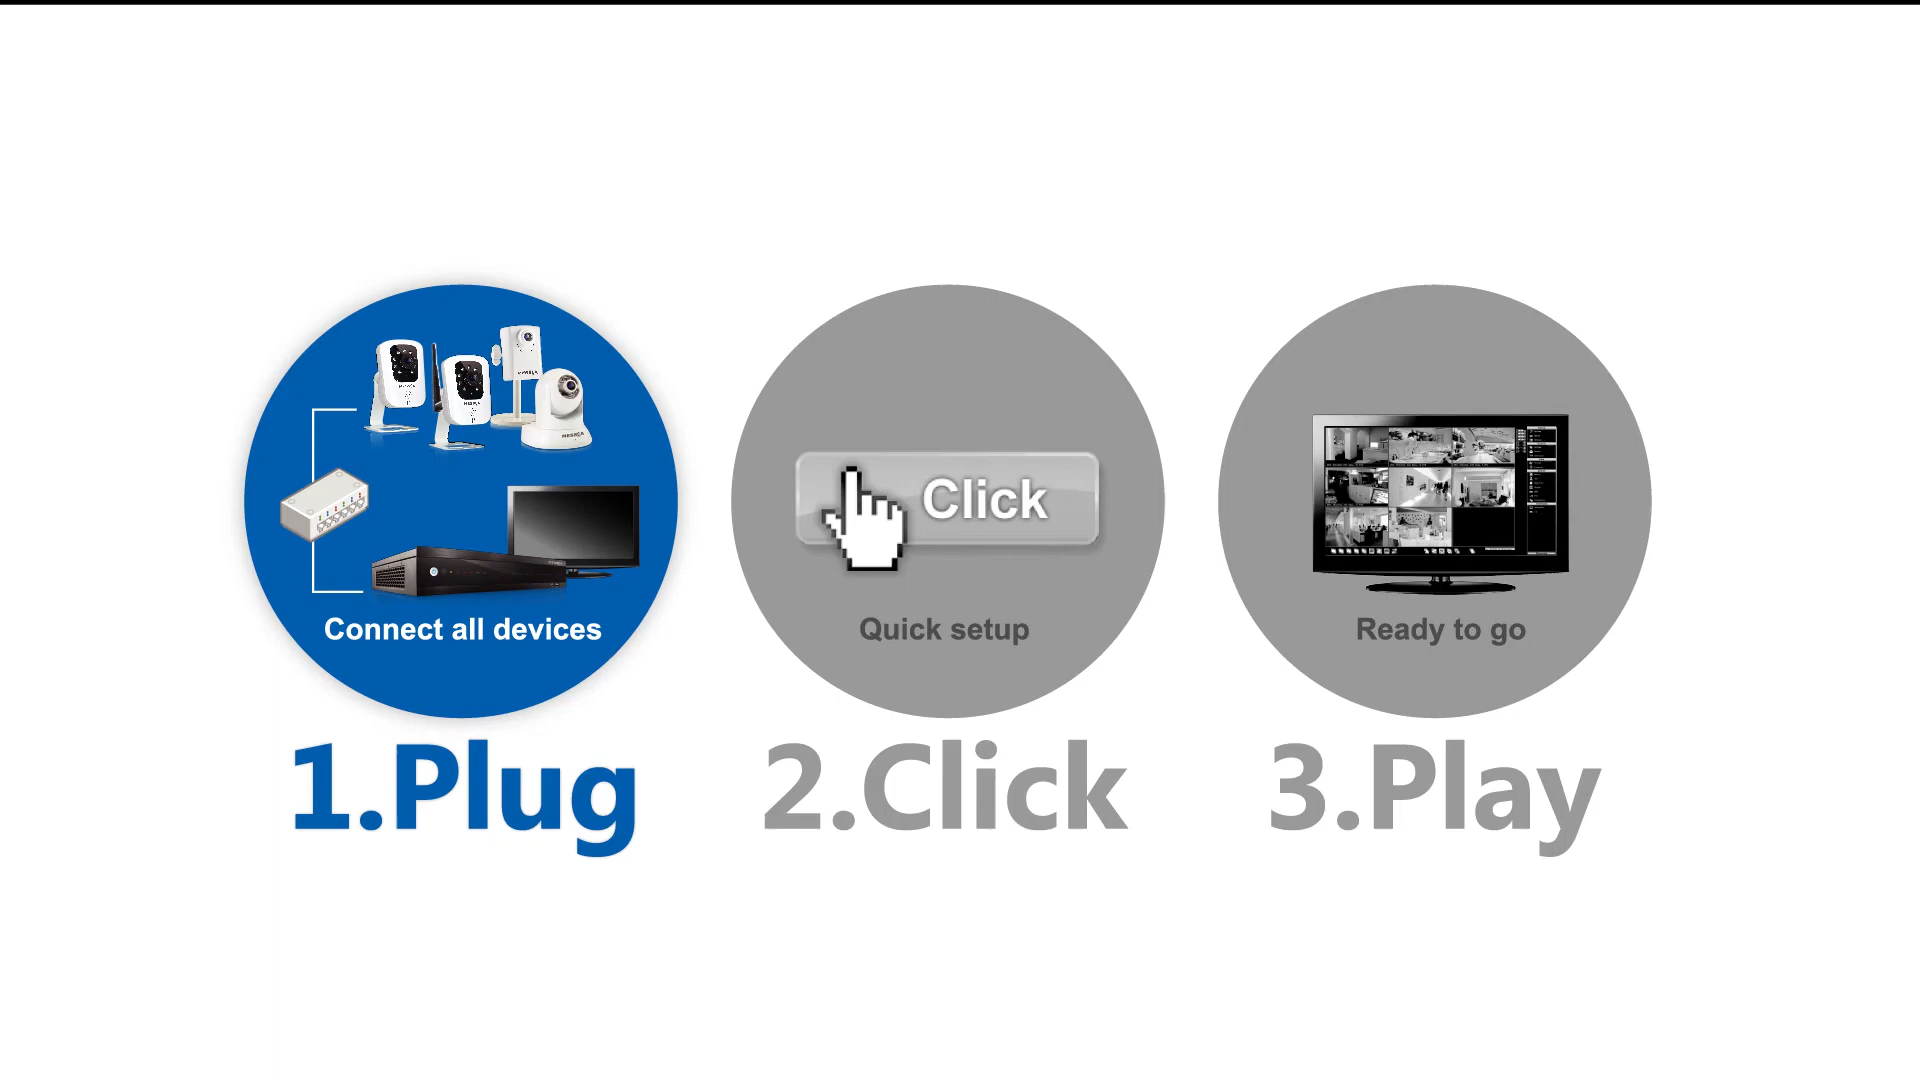 Connect all devices
1.Plug
Click
Quick setup
2.Click
Ready to go
3.Play